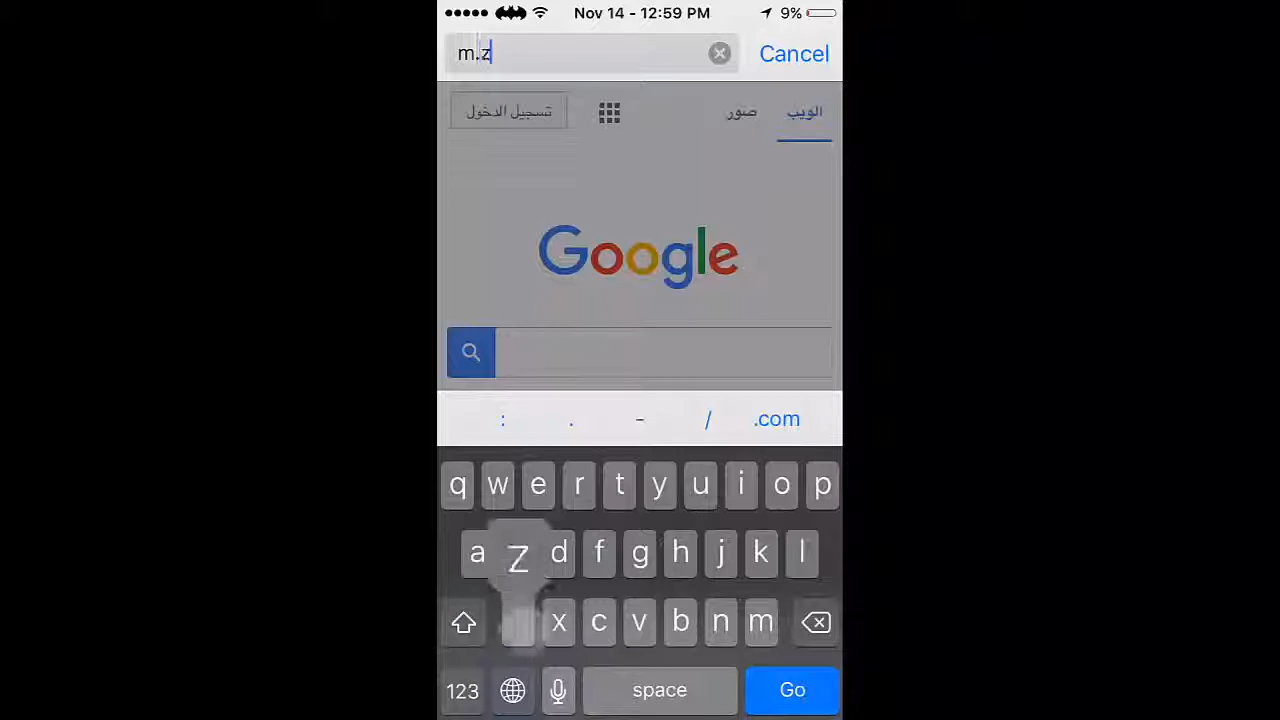 Nov 14 - 12:59 PM 9%
m.z Cancel
تسجيل الدخول صور الويب
Google
: . - / .com
q w e r t y u i o p
a z d f g h j k l
x c v b n m
123 space Go